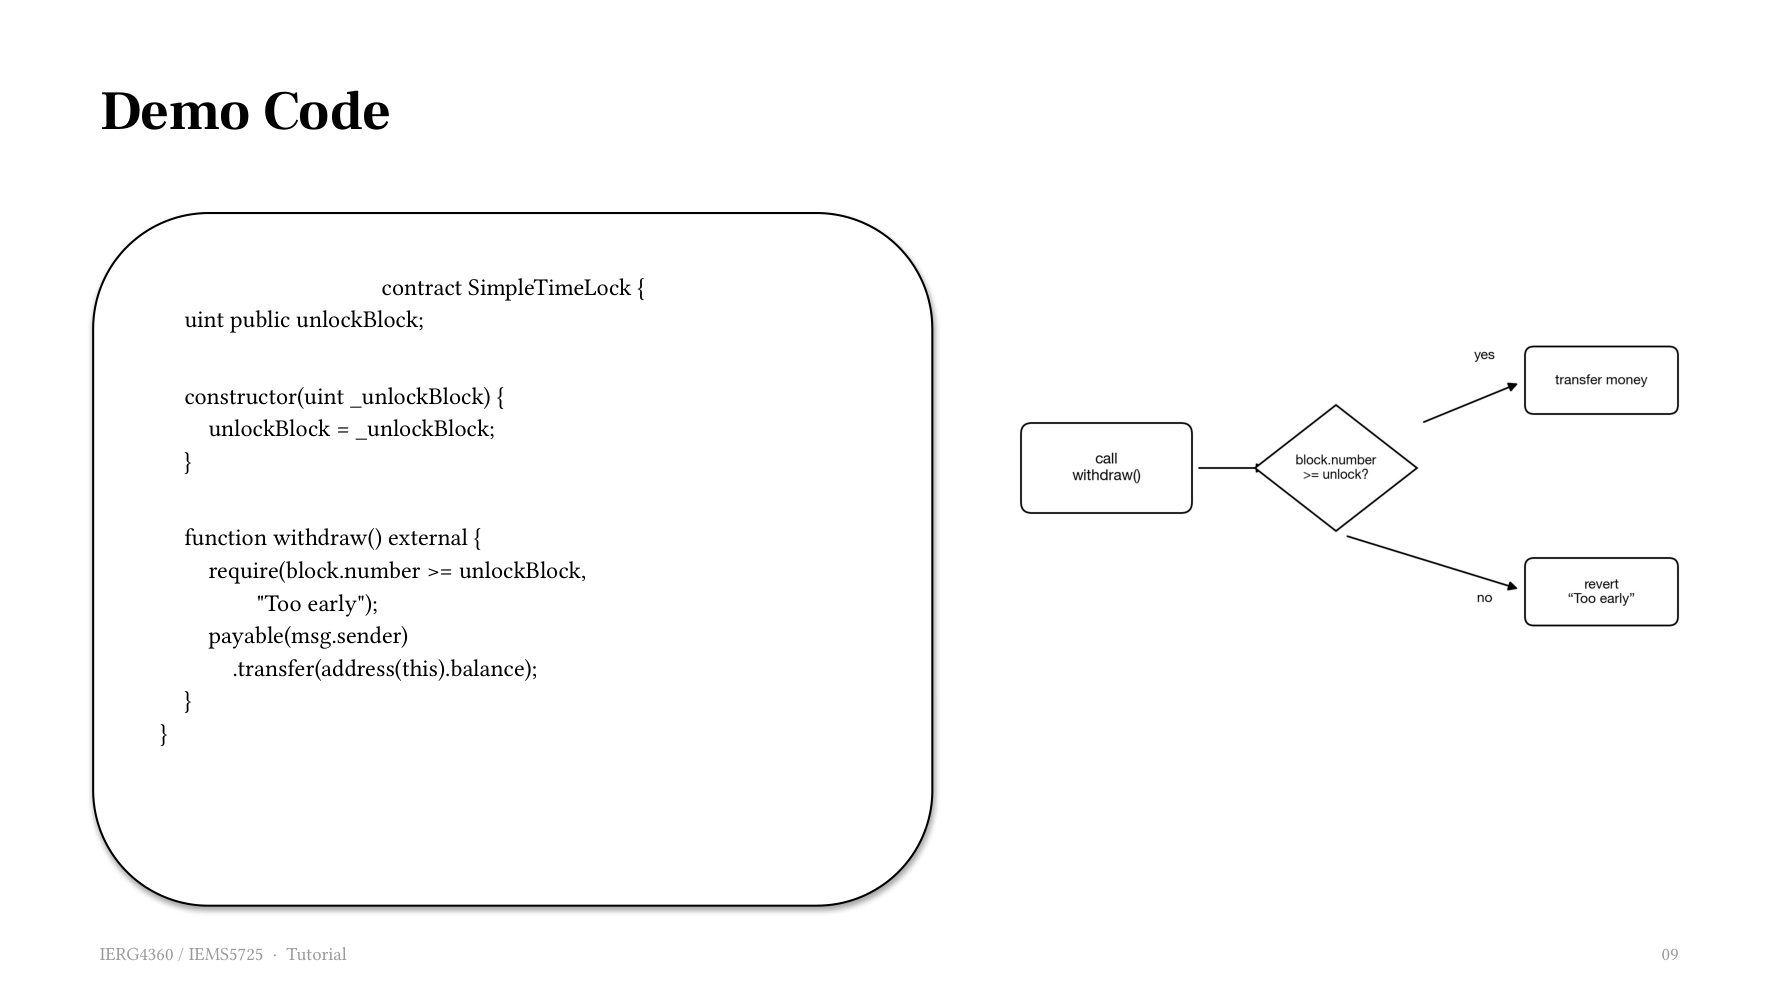 Demo Code
contract SimpleTimeLock {
uint public unlockBlock;
constructor(uint _unlockBlock) {
unlockBlock = _unlockBlock;
}
function withdraw() external {
require(block.number >= unlockBlock,
"Too early");
payable(msg.sender)
.transfer(address(this).balance);
}
}
call
withdraw()
block.number
>= unlock?
yes
transfer money
no
revert
“Too early”
IERG4360 / IEMS5725 · Tutorial
09